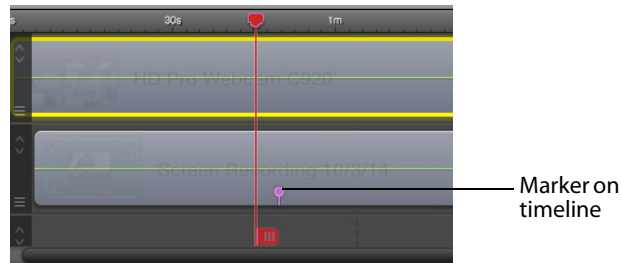 s 30s 1m
HD Pro Webcam C920
Screen Recording 10/3/14
Marker on
timeline